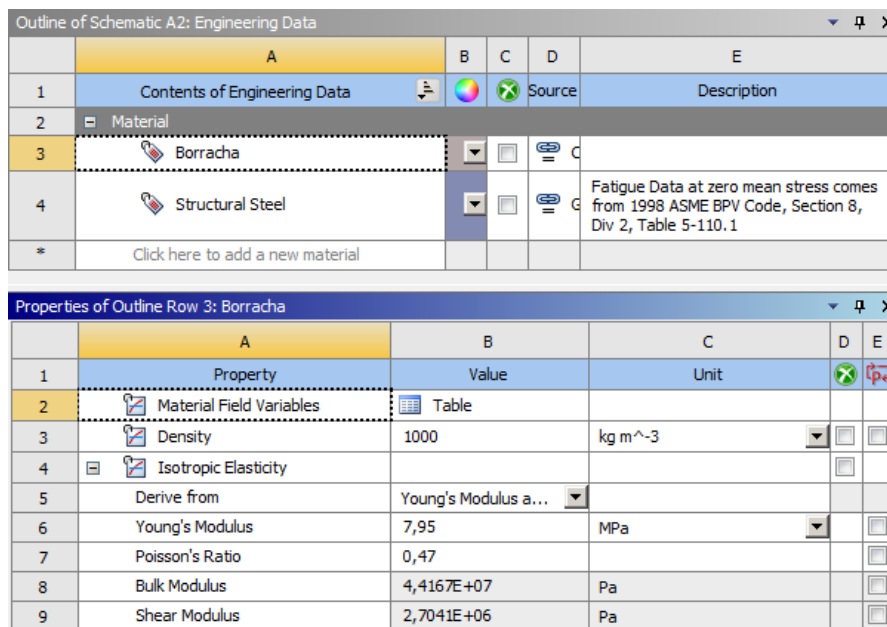 Outline of Schematic A2: Engineering Data
A B C D E
1 Contents of Engineering Data Source Description
2 Material
3 Borracha
4 Structural Steel Fatigue Data at zero mean stress comes
from 1998 ASME BPV Code, Section 8,
Div 2, Table 5-110.1
* Click here to add a new material
Properties of Outline Row 3: Borracha
A B C D E
1 Property Value Unit
2 Material Field Variables Table
3 Density 1000 kg m^-3
4 Isotropic Elasticity
5 Derive from Young's Modulus a...
6 Young's Modulus 7,95 MPa
7 Poisson's Ratio 0,47
8 Bulk Modulus 4,4167E+07 Pa
9 Shear Modulus 2,7041E+06 Pa